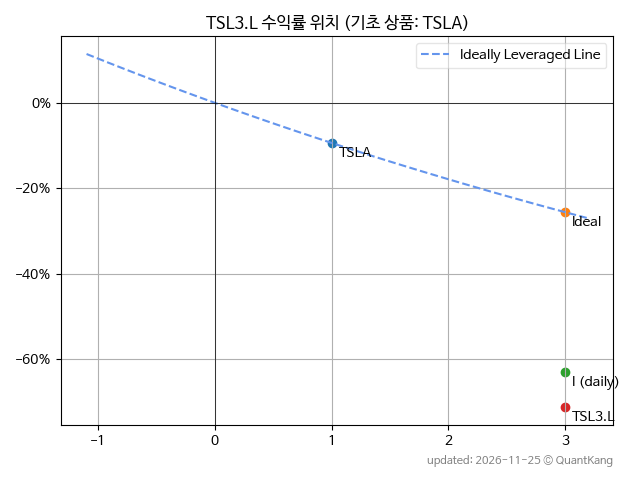 TSL3.L 수익률 위치 (기초 상품: TSLA)
Ideally Leveraged Line
0%
TSLA
−20%
Ideal
−40%
−60%
I (daily)
TSL3.L
−1
0
1
2
3
updated: 2026-11-25 © QuantKang